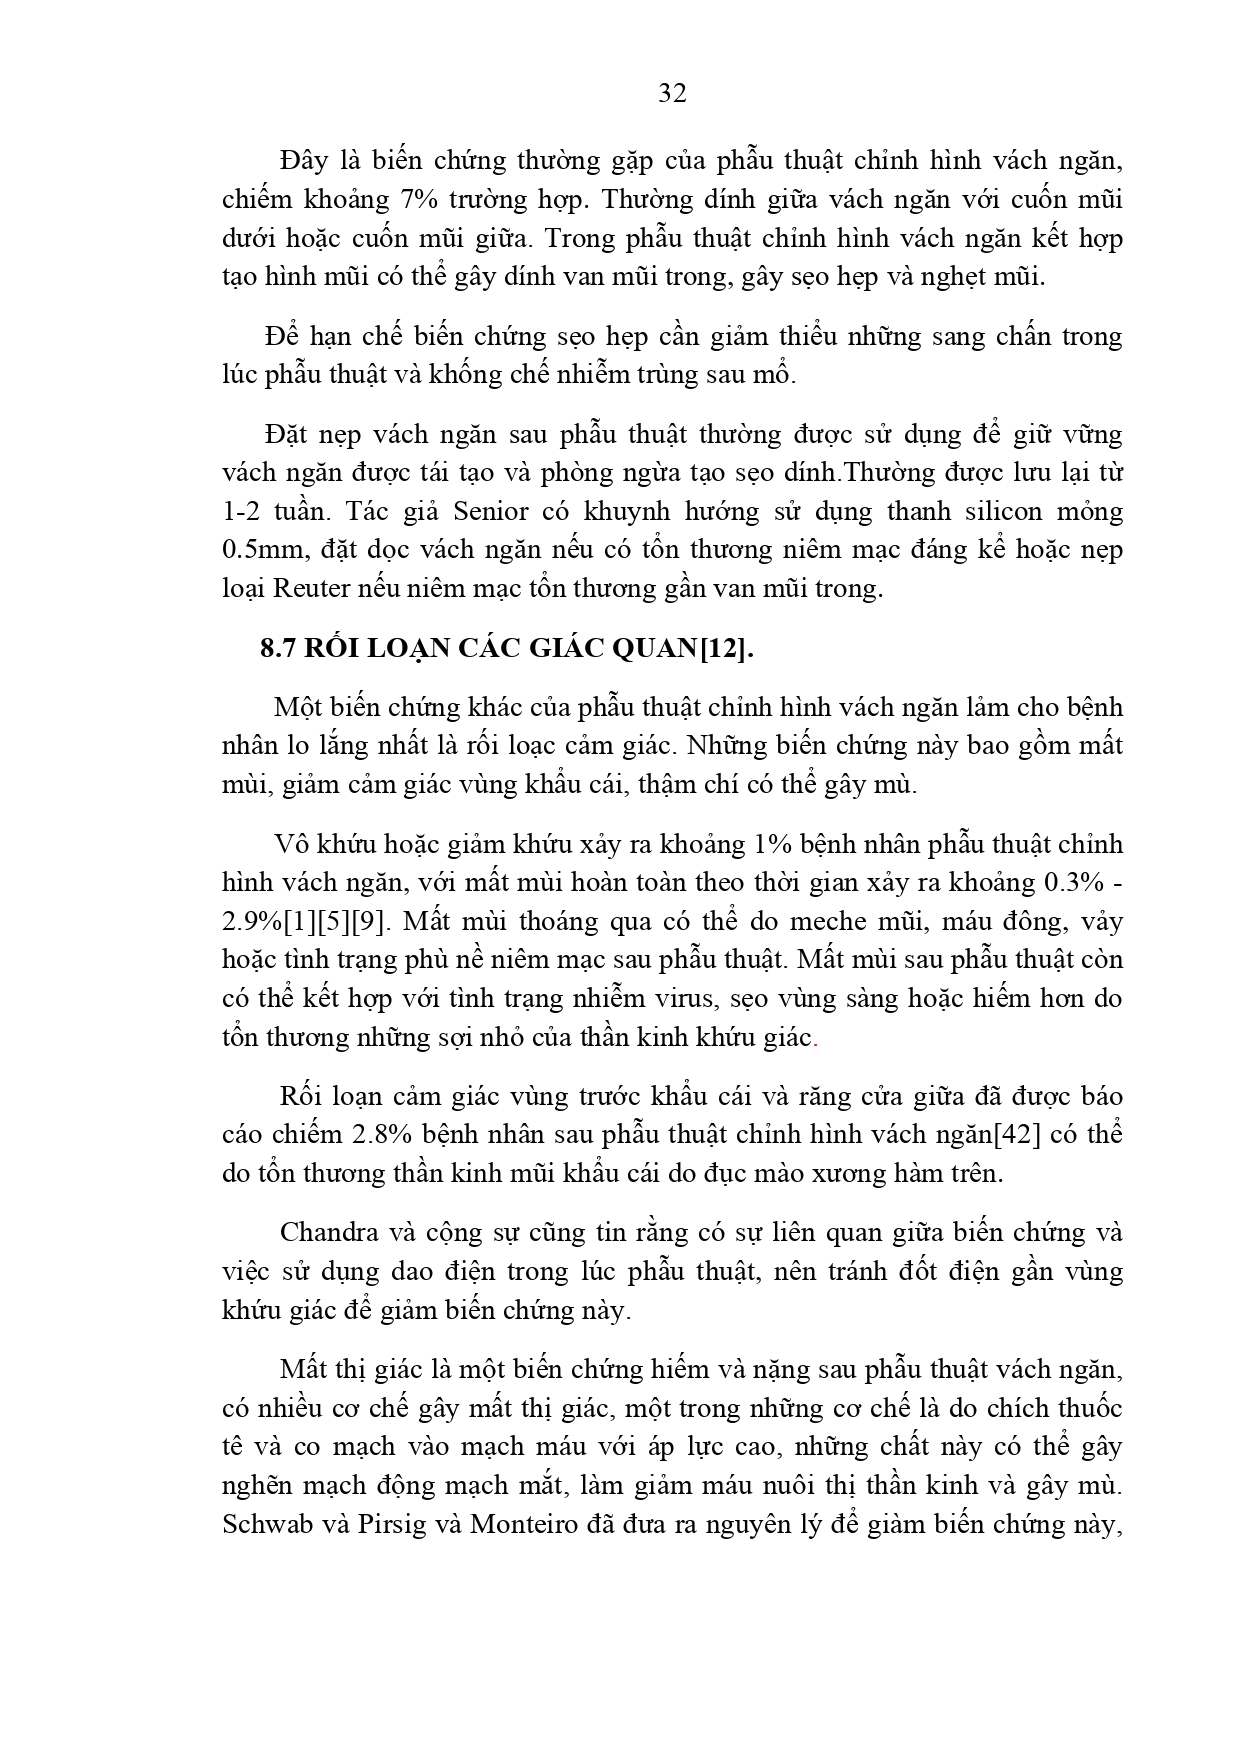 32
Đây là biến chứng thường gặp của phẫu thuật chỉnh hình vách ngăn,
chiếm khoảng 7% trường hợp. Thường dính giữa vách ngăn với cuốn mũi
dưới hoặc cuốn mũi giữa. Trong phẫu thuật chỉnh hình vách ngăn kết hợp
tạo hình mũi có thể gây dính van mũi trong, gây sẹo hẹp và nghẹt mũi.
Để hạn chế biến chứng sẹo hẹp cần giảm thiểu những sang chấn trong
lúc phẫu thuật và khống chế nhiễm trùng sau mổ.
Đặt nẹp vách ngăn sau phẫu thuật thường được sử dụng để giữ vững
vách ngăn được tái tạo và phòng ngừa tạo sẹo dính.Thường được lưu lại từ
1-2 tuần. Tác giả Senior có khuynh hướng sử dụng thanh silicon mỏng
0.5mm, đặt dọc vách ngăn nếu có tổn thương niêm mạc đáng kể hoặc nẹp
loại Reuter nếu niêm mạc tổn thương gần van mũi trong.
8.7 RỐI LOẠN CÁC GIÁC QUAN[12].
Một biến chứng khác của phẫu thuật chỉnh hình vách ngăn lảm cho bệnh
nhân lo lắng nhất là rối loạc cảm giác. Những biến chứng này bao gồm mất
mùi, giảm cảm giác vùng khẩu cái, thậm chí có thể gây mù.
Vô khứu hoặc giảm khứu xảy ra khoảng 1% bệnh nhân phẫu thuật chỉnh
hình vách ngăn, với mất mùi hoàn toàn theo thời gian xảy ra khoảng 0.3% -
2.9%[1][5][9]. Mất mùi thoáng qua có thể do meche mũi, máu đông, vảy
hoặc tình trạng phù nề niêm mạc sau phẫu thuật. Mất mùi sau phẫu thuật còn
có thể kết hợp với tình trạng nhiễm virus, sẹo vùng sàng hoặc hiếm hơn do
tổn thương những sợi nhỏ của thần kinh khứu giác.
Rối loạn cảm giác vùng trước khẩu cái và răng cửa giữa đã được báo
cáo chiếm 2.8% bệnh nhân sau phẫu thuật chỉnh hình vách ngăn[42] có thể
do tổn thương thần kinh mũi khẩu cái do đục mào xương hàm trên.
Chandra và cộng sự cũng tin rằng có sự liên quan giữa biến chứng và
việc sử dụng dao điện trong lúc phẫu thuật, nên tránh đốt điện gần vùng
khứu giác để giảm biến chứng này.
Mất thị giác là một biến chứng hiếm và nặng sau phẫu thuật vách ngăn,
có nhiều cơ chế gây mất thị giác, một trong những cơ chế là do chích thuốc
tê và co mạch vào mạch máu với áp lực cao, những chất này có thể gây
nghẽn mạch động mạch mắt, làm giảm máu nuôi thị thần kinh và gây mù.
Schwab và Pirsig và Monteiro đã đưa ra nguyên lý để giàm biến chứng này,